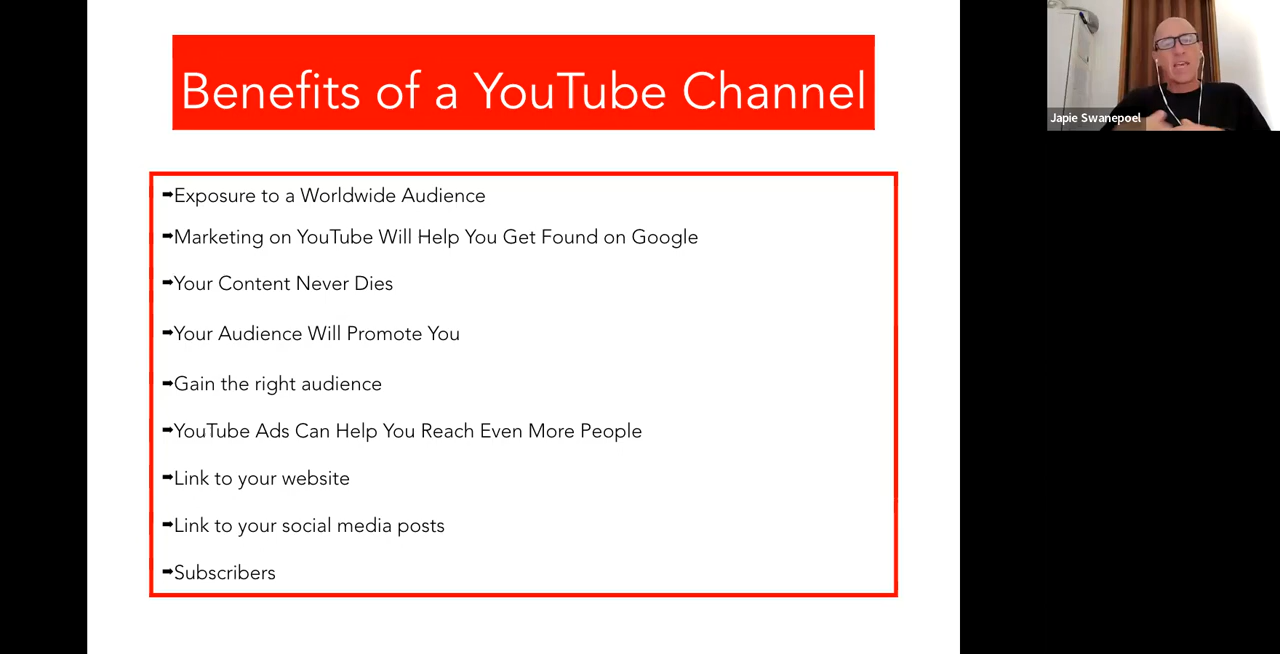 Benefits of a YouTube Channel
Japie Swanepoel
➡Exposure to a Worldwide Audience
➡Marketing on YouTube Will Help You Get Found on Google
➡Your Content Never Dies
➡Your Audience Will Promote You
➡Gain the right audience
➡YouTube Ads Can Help You Reach Even More People
➡Link to your website
➡Link to your social media posts
➡Subscribers